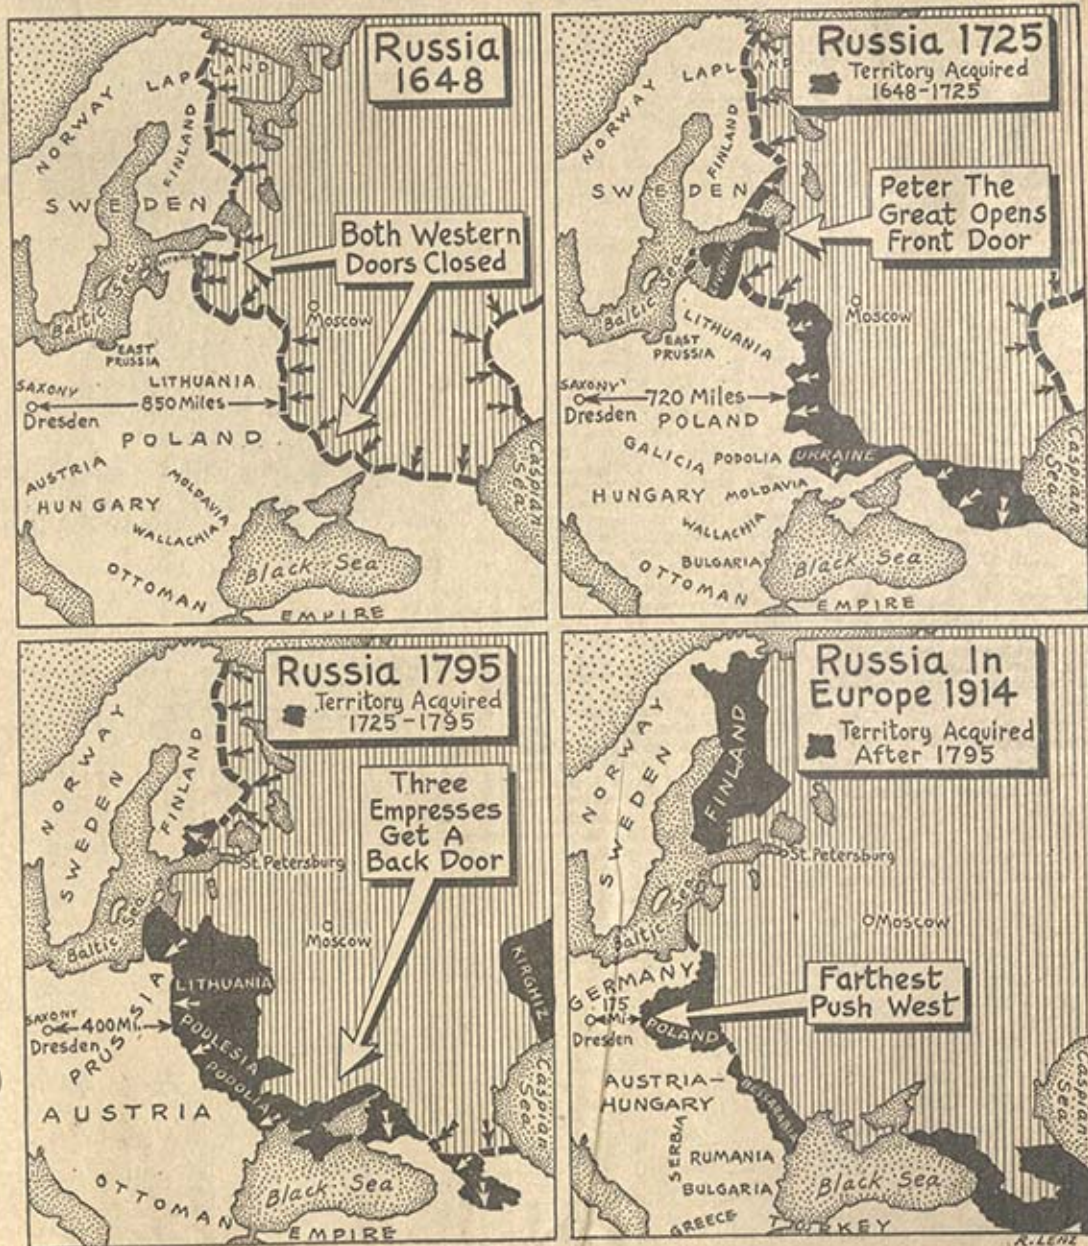 Russia
1648
NORWAY
LAPLAND
FINLAND
SWEDEN
Both Western
Doors Closed
Baltic Sea
Moscow
EAST
PRUSSIA
SAXONY
LITHUANIA
Dresden
850 Miles
POLAND
AUSTRIA
HUNGARY
MOLDAVIA
WALLACHIA
Caspian
Sea
OTTOMAN
Black Sea
EMPIRE
Russia 1725
Territory Acquired
1648-1725
NORWAY
LAPLAND
FINLAND
SWEDEN
Peter The
Great Opens
Front Door
Baltic Sea
Moscow
LITHUANIA
EAST
PRUSSIA
SAXONY
Dresden
720 Miles
POLAND
GALICIA
PODOLIA
UKRAINE
HUNGARY
MOLDAVIA
WALLACHIA
Caspian
Sea
BULGARIA
OTTOMAN
Black Sea
EMPIRE
Russia 1795
Territory Acquired
1725-1795
NORWAY
SWEDEN
FINLAND
Three
Empresses
Get A
Back Door
St. Petersburg
Baltic Sea
Moscow
KIRGHIZ
LITHUANIA
SAXONY
400 Mi.
Dresden
PRUSSIA
PODLESIA
PODOLIA
AUSTRIA
Caspian
Sea
OTTOMAN
Black Sea
EMPIRE
Russia In
Europe 1914
Territory Acquired
After 1795
NORWAY
SWEDEN
FINLAND
St. Petersburg
Baltic Sea
Moscow
GERMANY
175
Mi.
Dresden
POLAND
Farthest
Push West
AUSTRIA-
HUNGARY
SERBIA
RUMANIA
BULGARIA
Black Sea
Caspian
Sea
GREECE
TURKEY
R. LENZ